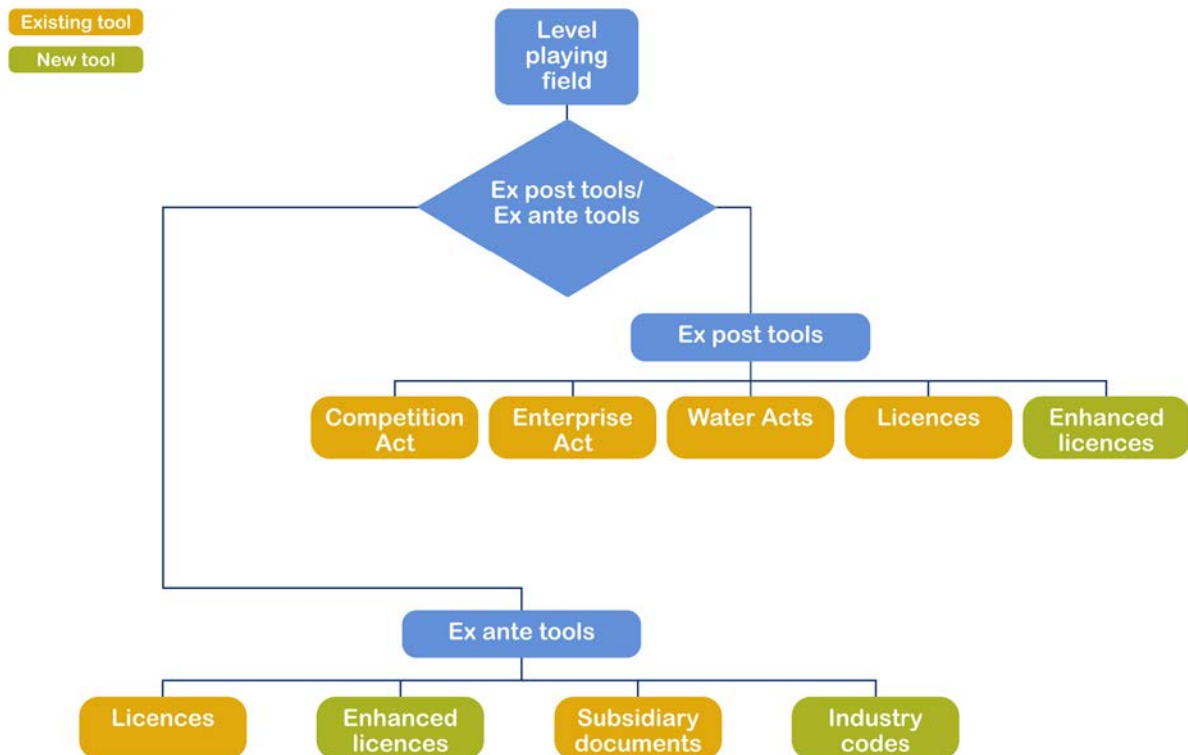 Existing tool
New tool
Level
playing
field
Ex post tools/
Ex ante tools
Ex post tools
Competition
Act
Enterprise
Act
Water Acts
Licences
Enhanced
licences
Ex ante tools
Licences
Enhanced
licences
Subsidiary
documents
Industry
codes